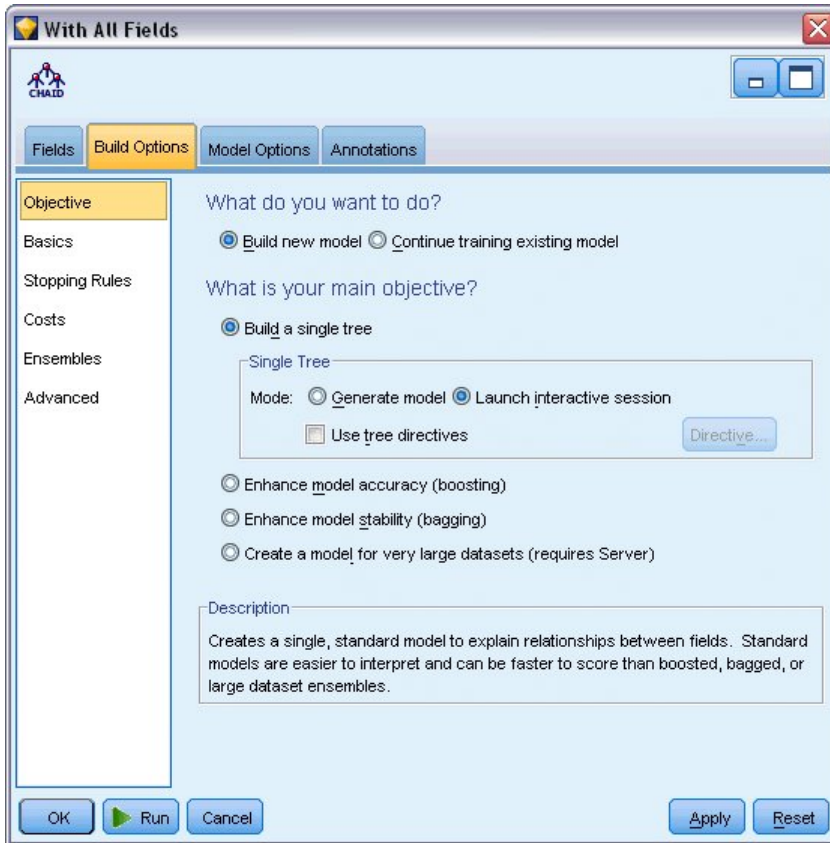 With All Fields
CHAID
Fields Build Options Model Options Annotations
Objective
Basics
Stopping Rules
Costs
Ensembles
Advanced
What do you want to do?
Build new model Continue training existing model
What is your main objective?
Build a single tree
Single Tree
Mode: Generate model Launch interactive session
Use tree directives Directive...
Enhance model accuracy (boosting)
Enhance model stability (bagging)
Create a model for very large datasets (requires Server)
Description
Creates a single, standard model to explain relationships between fields. Standard
models are easier to interpret and can be faster to score than boosted, bagged, or
large dataset ensembles.
OK Run Cancel Apply Reset